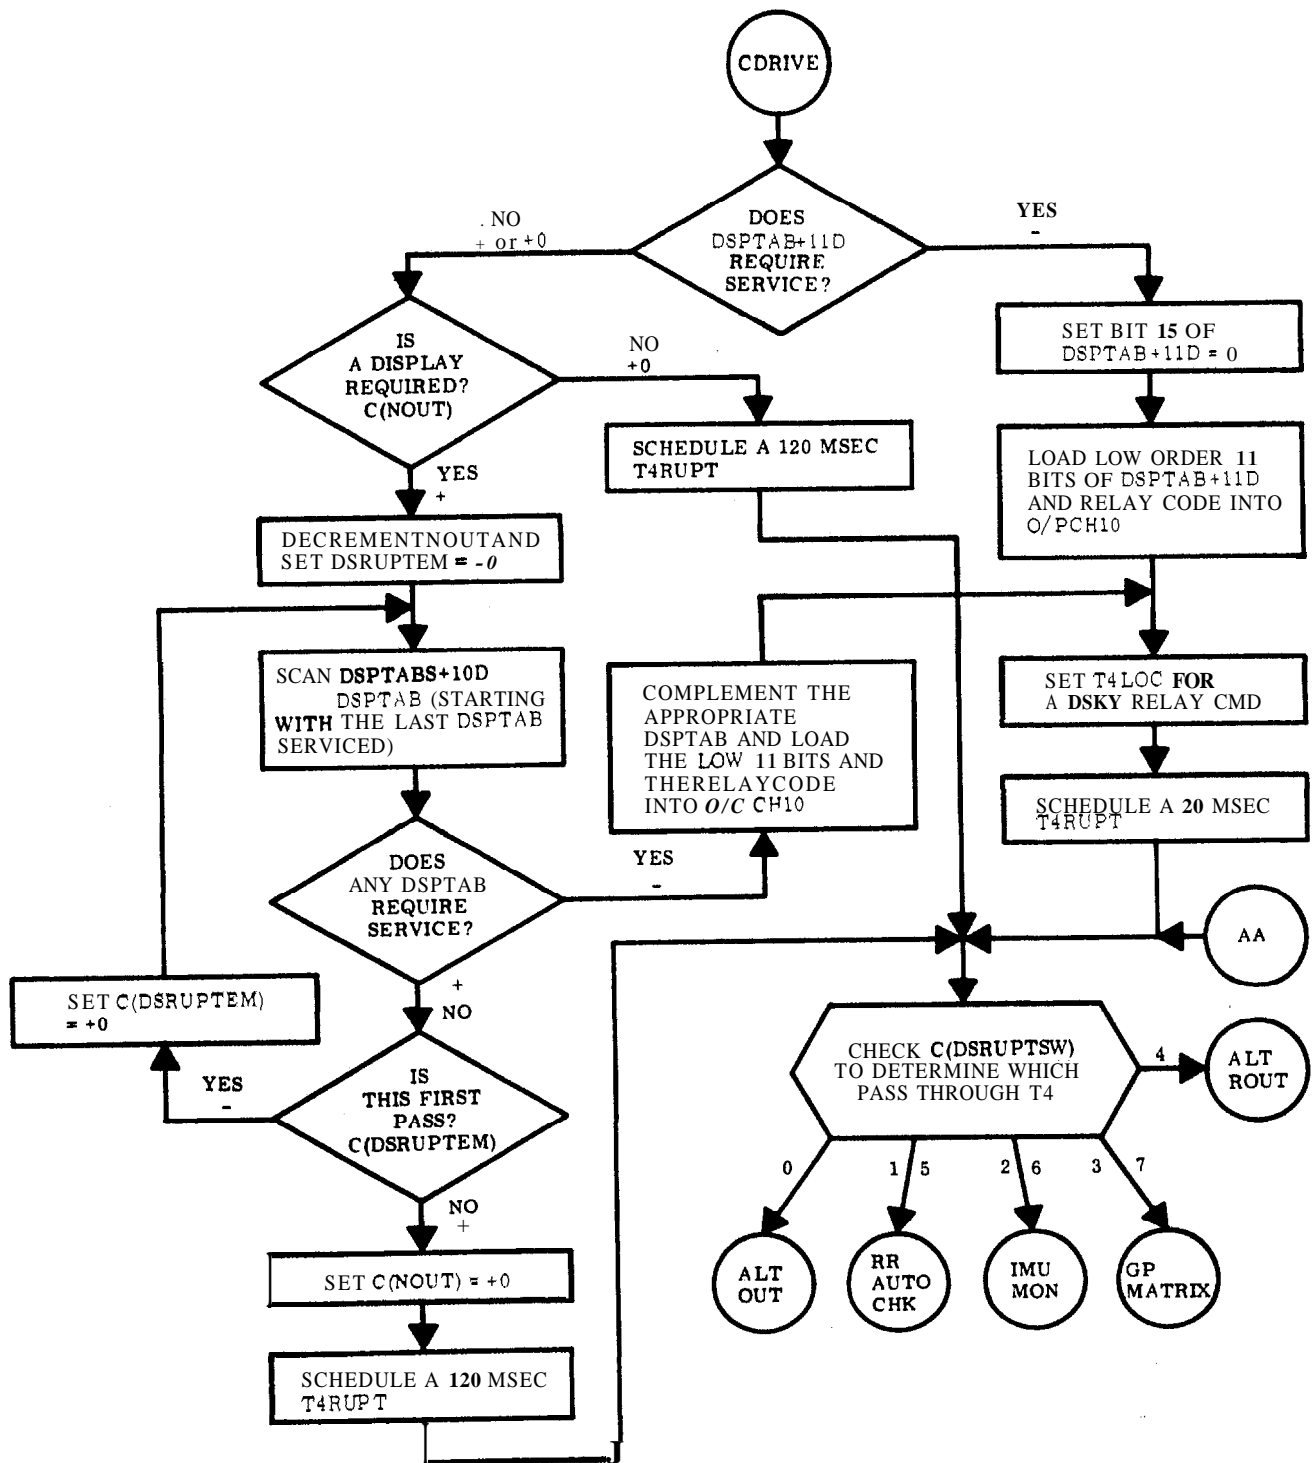 CDRIVE
DOES
DSPTAB+11D
REQUIRE
SERVICE?
. NO
+ or +0
YES
-
IS
A DISPLAY
REQUIRED?
C(NOUT)
NO
+0
YES
+
SET BIT 15 OF
DSPTAB+11D = 0
SCHEDULE A 120 MSEC
T4RUPT
LOAD LOW ORDER 11
BITS OF DSPTAB+11D
AND RELAY CODE INTO
O/PCH10
DECREMENTNOUTAND
SET DSRUPTEM = -0
SCAN DSPTABS+10D
DSPTAB (STARTING
WITH THE LAST DSPTAB
SERVICED)
COMPLEMENT THE
APPROPRIATE
DSPTAB AND LOAD
THE LOW 11 BITS AND
THERELAYCODE
INTO O/C CH10
SET T4LOC FOR
A DSKY RELAY CMD
SCHEDULE A 20 MSEC
T4RUPT
DOES
ANY DSPTAB
REQUIRE
SERVICE?
YES
-
+
NO
AA
SET C(DSRUPTEM)
= +0
YES
-
IS
THIS FIRST
PASS?
C(DSRUPTEM)
NO
+
CHECK C(DSRUPTSW)
TO DETERMINE WHICH
PASS THROUGH T4
4
ALT
ROUT
0
1 5
2 6
3 7
ALT
OUT
RR
AUTO
CHK
IMU
MON
GP
MATRIX
SET C(NOUT) = +0
SCHEDULE A 120 MSEC
T4RUPT